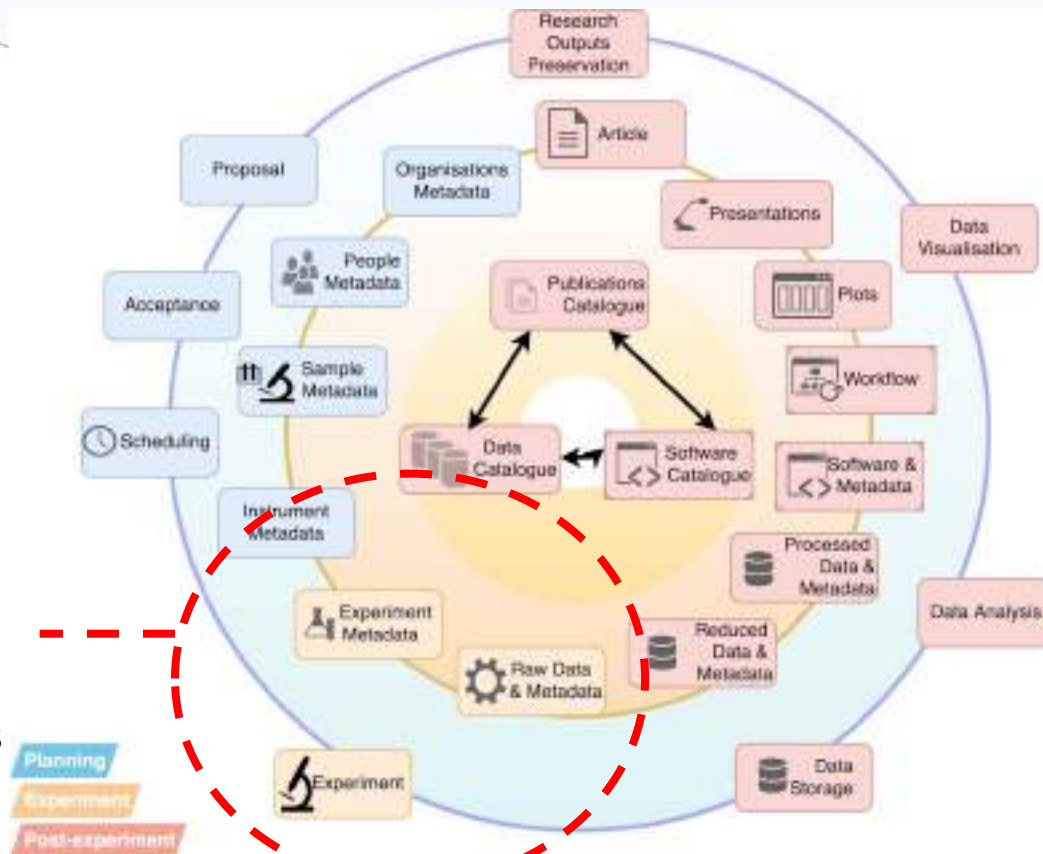 Research
Outputs
Preservation
Article
Proposal
Organisations
Metadata
Presentations
Data
Visualisation
People
Metadata
Publications
Catalogue
Plots
Acceptance
Sample
Metadata
Workflow
Scheduling
Data
Catalogue
Software
Catalogue
Software &
Metadata
Instrument
Metadata
Processed
Data &
Metadata
Experiment
Metadata
Reduced
Data &
Metadata
Data Analysis
Raw Data
& Metadata
Planning
Experiment
Post-experiment
Experiment
Data
Storage